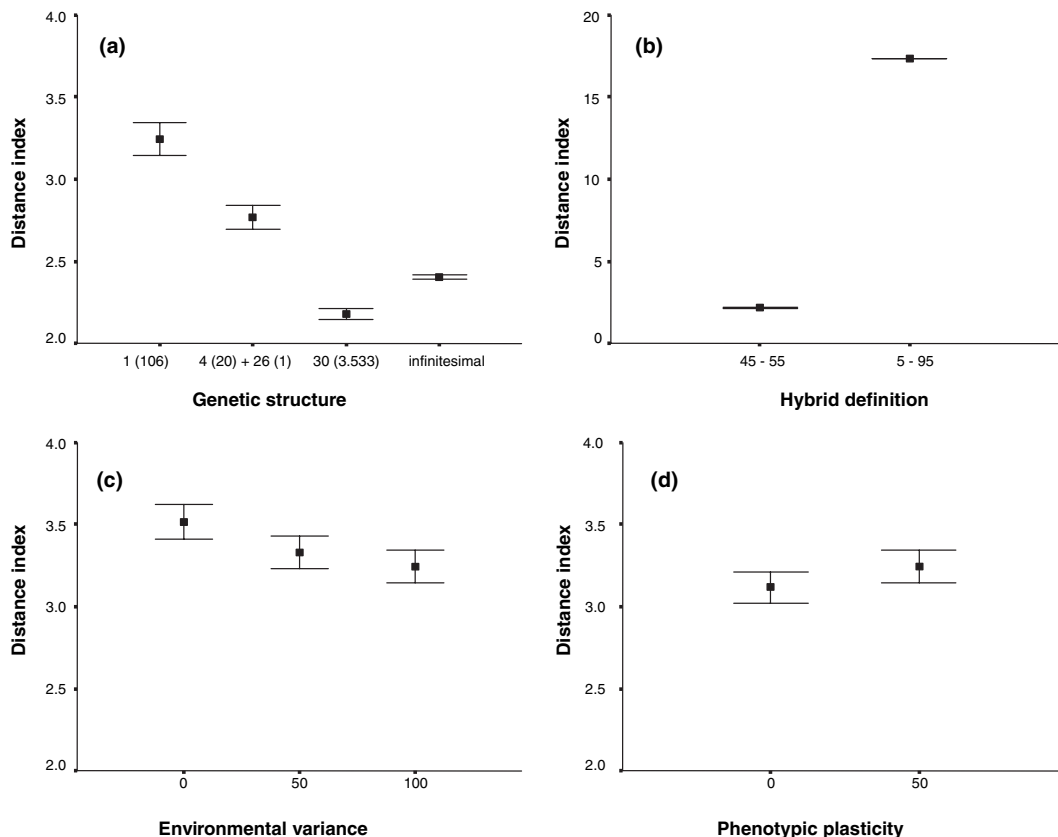 (a)
Distance index
4.0
3.5
3.0
2.5
2.0
1 (106)
4 (20) + 26 (1)
30 (3.533)
infinitesimal
Genetic structure
(b)
Distance index
20
15
10
5
0
45 - 55
5 - 95
Hybrid definition
(c)
Distance index
4.0
3.5
3.0
2.5
2.0
0
50
100
Environmental variance
(d)
Distance index
4.0
3.5
3.0
2.5
2.0
0
50
Phenotypic plasticity